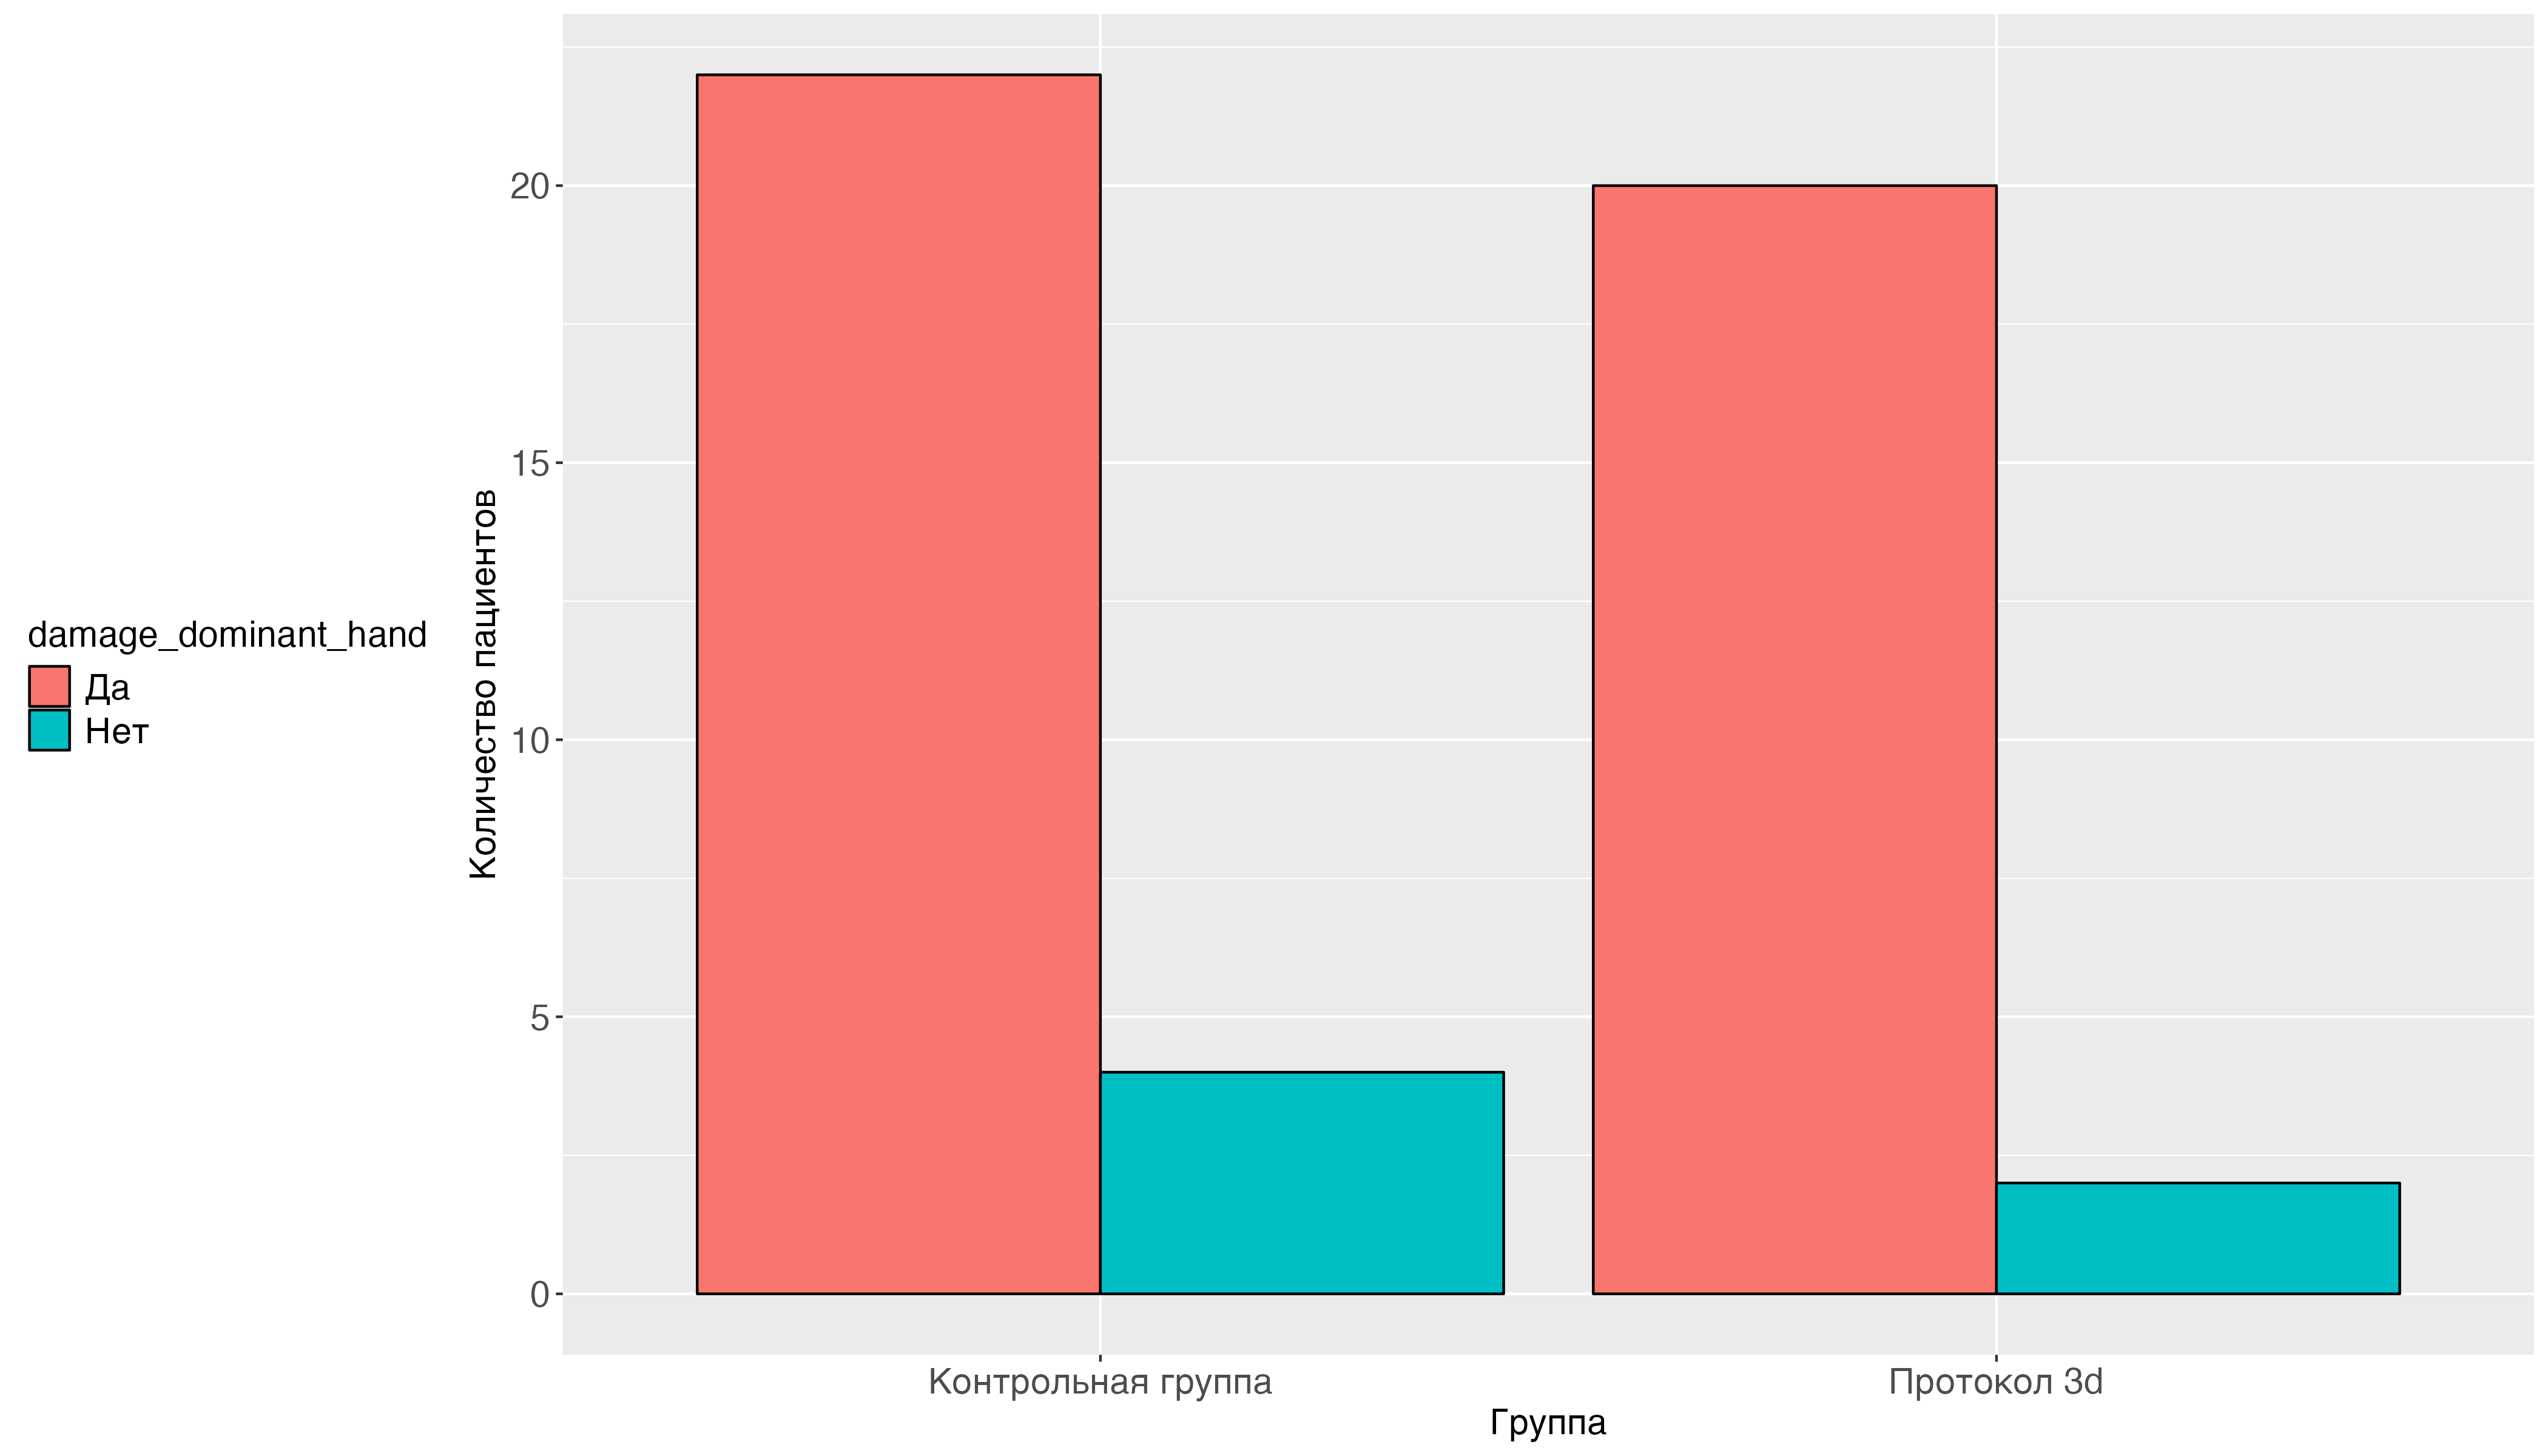 damage_dominant_hand
Да
Нет
Количество пациентов
20
15
10
5
0
Контрольная группа
Протокол 3d
Группа